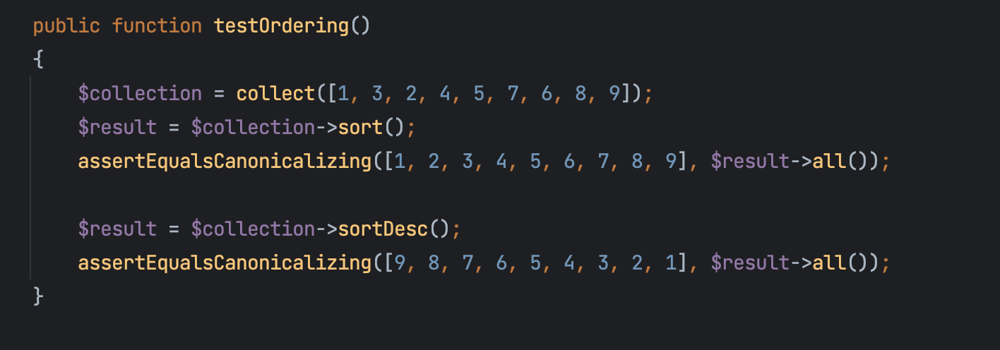 public function testOrdering()
{
    $collection = collect([1, 3, 2, 4, 5, 7, 6, 8, 9]);
    $result = $collection->sort();
    assertEqualsCanonicalizing([1, 2, 3, 4, 5, 6, 7, 8, 9], $result->all());

    $result = $collection->sortDesc();
    assertEqualsCanonicalizing([9, 8, 7, 6, 5, 4, 3, 2, 1], $result->all());
}